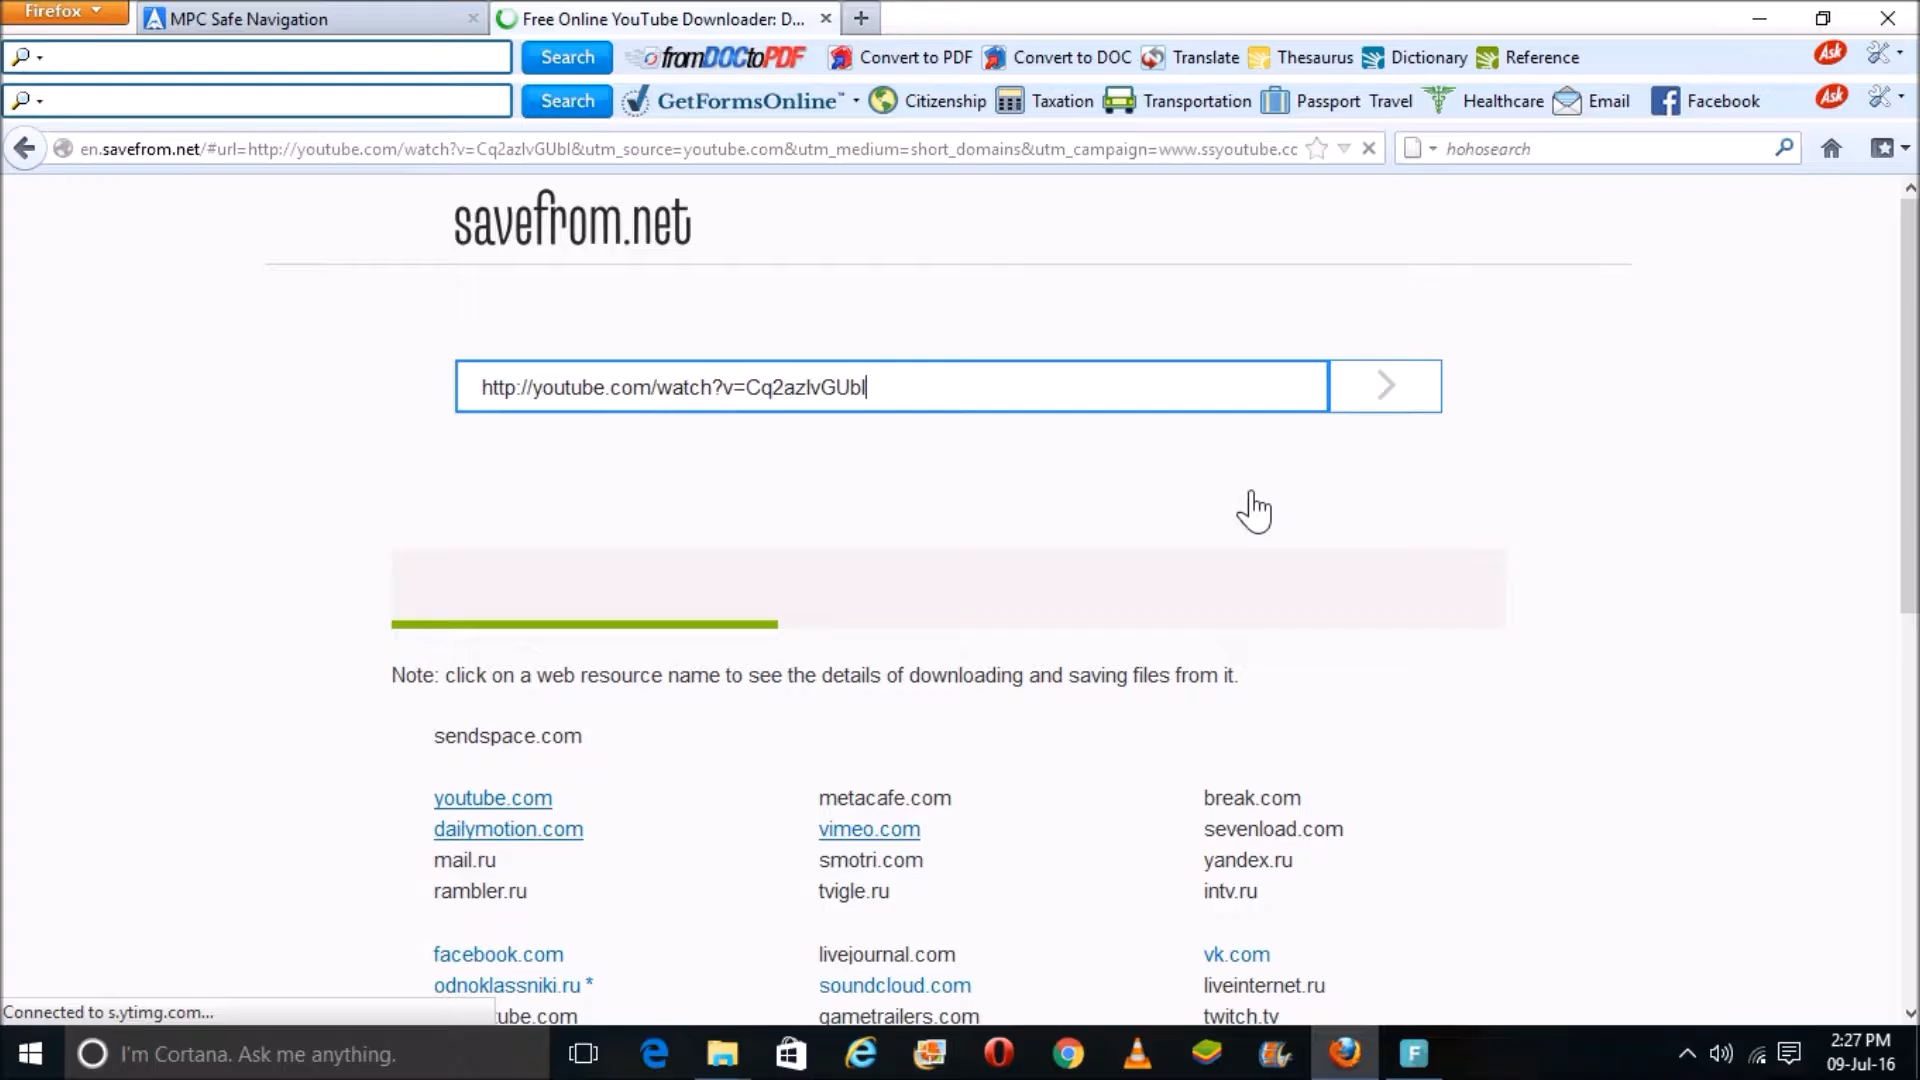 Firefox
MPC Safe Navigation
Free Online YouTube Downloader: D...
Search
fromDOCtoPDF
Convert to PDF
Convert to DOC
Translate
Thesaurus
Dictionary
Reference
Ask
Search
GetFormsOnline™
Citizenship
Taxation
Transportation
Passport
Travel
Healthcare
Email
Facebook
Ask
en.savefrom.net/#url=http://youtube.com/watch?v=Cq2azlvGUbI&utm_source=youtube.com&utm_medium=short_domains&utm_campaign=www.ssyoutube.cc
hohosearch
savefrom.net
http://youtube.com/watch?v=Cq2azlvGUbI
Note: click on a web resource name to see the details of downloading and saving files from it.
sendspace.com
youtube.com metacafe.com break.com
dailymotion.com vimeo.com sevenload.com
mail.ru smotri.com yandex.ru
rambler.ru tvigle.ru intv.ru
facebook.com livejournal.com vk.com
odnoklassniki.ru * soundcloud.com liveinternet.ru
ube.com gametrailers.com twitch.tv
Connected to s.ytimg.com...
I'm Cortana. Ask me anything.
F
2:27 PM
09-Jul-16